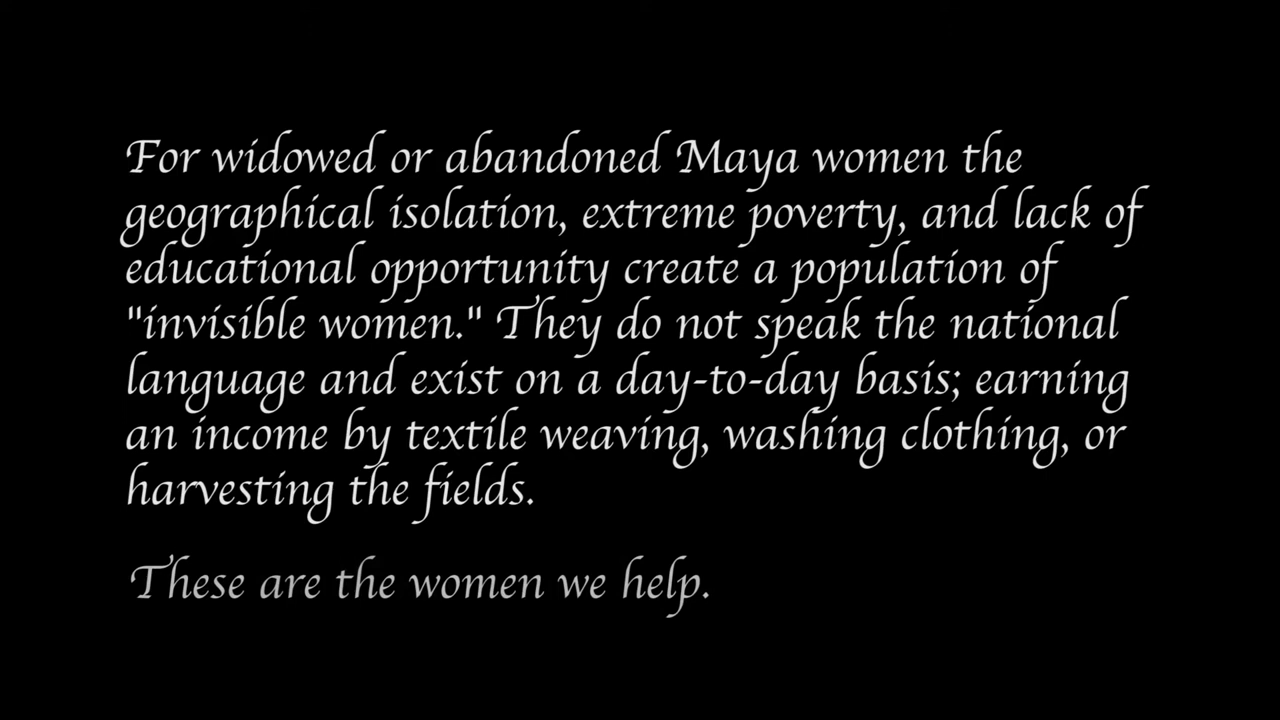 For widowed or abandoned Maya women the
geographical isolation, extreme poverty, and lack of
educational opportunity create a population of
"invisible women." They do not speak the national
language and exist on a day-to-day basis; earning
an income by textile weaving, washing clothing, or
harvesting the fields.
These are the women we help.